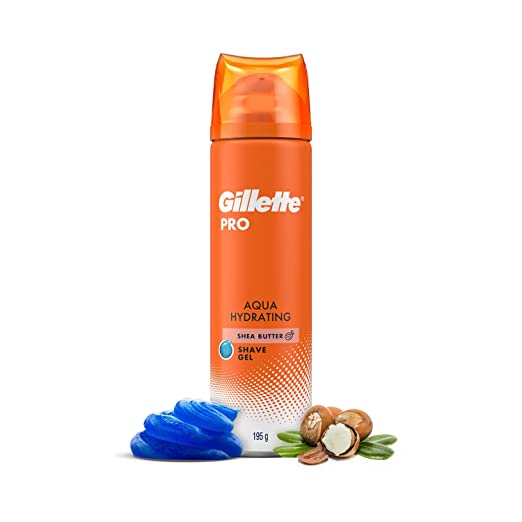 Gillette®
PRO
AQUA
HYDRATING
SHEA BUTTER
SHAVE
GEL
195 g